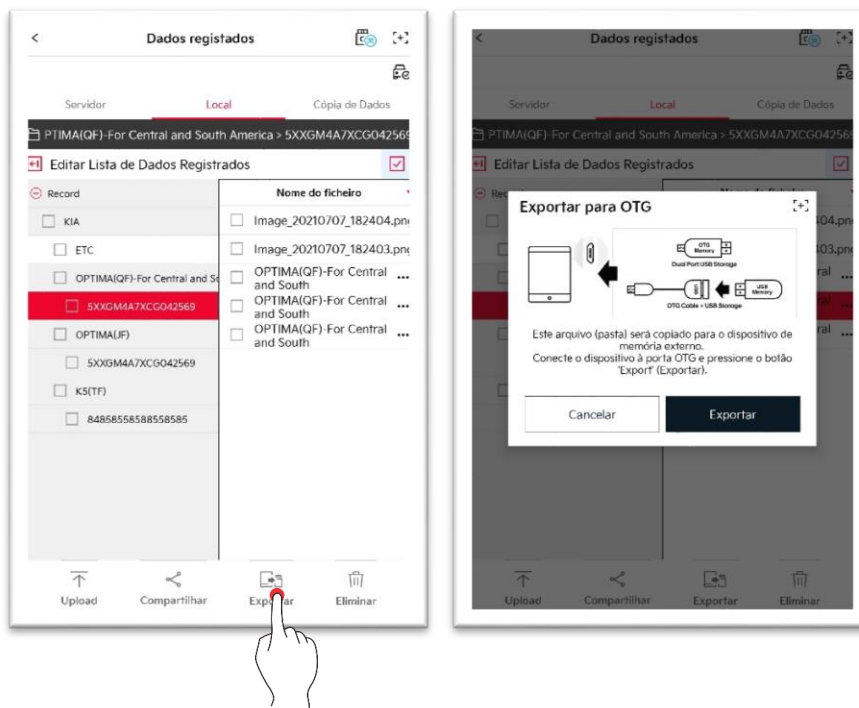 Dados registados
Servidor Local Cópia de Dados
PTIMA(QF)-For Central and South America > 5XXGM4A7XCG042569
Editar Lista de Dados Registrados
Record
Nome do ficheiro
KIA
ETC
OPTIMA(QF)-For Central and S
5XXGM4A7XCG042569
OPTIMA(JF)
5XXGM4A7XCG042569
K5(TF)
84858558588558585
Image_20210707_182404.pn
Image_20210707_182403.pn
OPTIMA(QF)-For Central ...
and South
OPTIMA(QF)-For Central ...
and South
OPTIMA(QF)-For Central ...
and South
Upload Compartilhar Exportar Eliminar
Dados registados
Servidor Local Cópia de Dados
PTIMA(QF)-For Central and South America > 5XXGM4A7XCG04256
Editar Lista de Dados Registrados
Exportar para OTG
OTG
Memory
Dual Port USB Storage
USB
Memory
OTG Cable + USB Storage
Este arquivo (pasta) será copiado para o dispositivo de
memória externo.
Conecte o dispositivo à porta OTG e pressione o botão
'Export' (Exportar).
Cancelar Exportar
Upload Compartilhar Exportar Eliminar